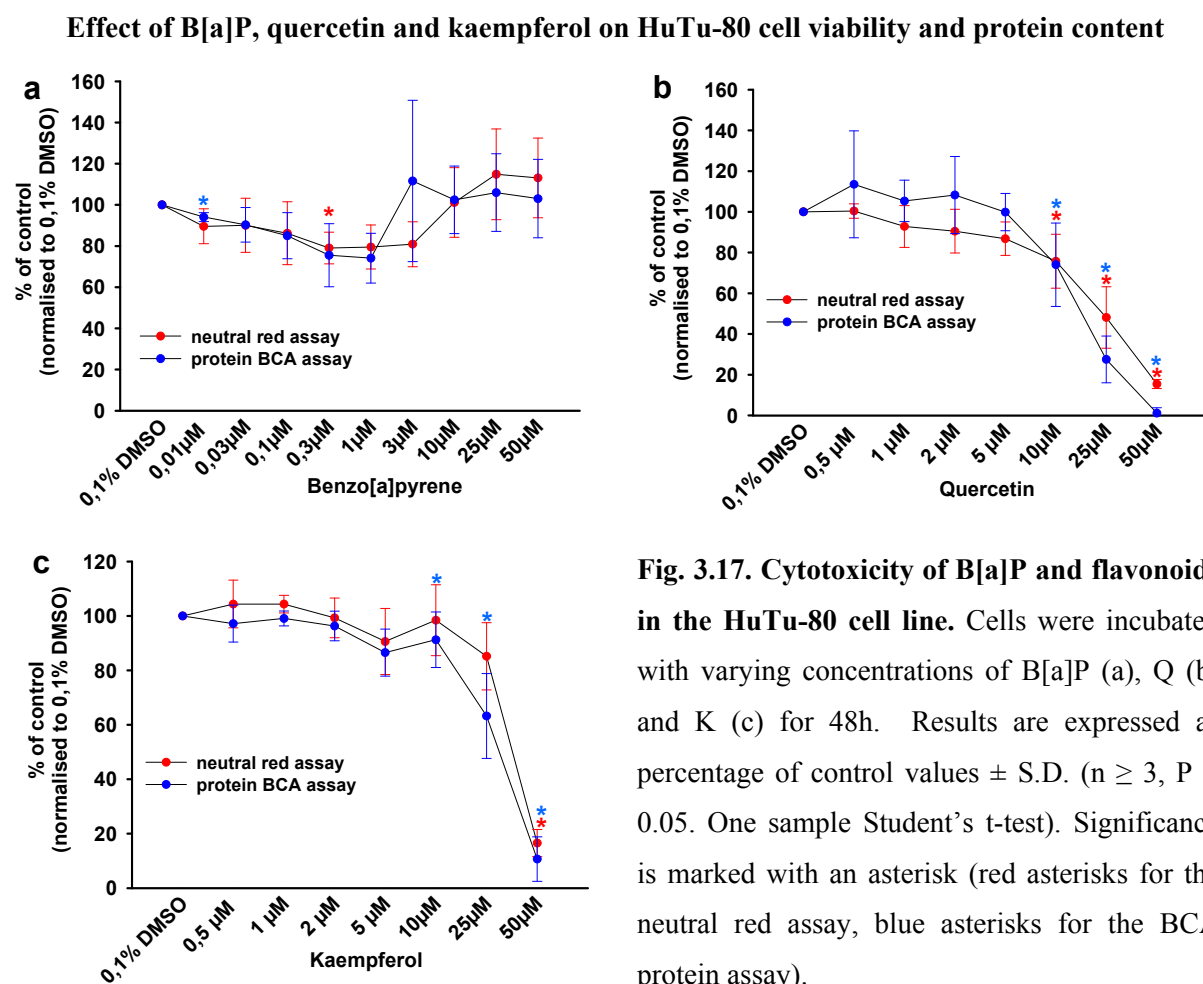 Effect of B[a]P, quercetin and kaempferol on HuTu-80 cell viability and protein content
a
% of control
(normalised to 0,1% DMSO)
160
140
120
100
80
60
40
20
0
*
*
neutral red assay
protein BCA assay
0,1% DMSO
0,01µM
0,03µM
0,1µM
0,3µM
1µM
3µM
10µM
25µM
50µM
Benzo[a]pyrene
b
% of control
(normalised to 0,1% DMSO)
160
140
120
100
80
60
40
20
0
*
*
*
*
*
*
neutral red assay
protein BCA assay
0,1% DMSO
0,5 µM
1 µM
2 µM
5 µM
10µM
25µM
50µM
Quercetin
c
% of control
(normalised to 0,1% DMSO)
120
100
80
60
40
20
0
*
*
*
*
neutral red assay
protein BCA assay
0,1% DMSO
0,5 µM
1 µM
2 µM
5 µM
10µM
25µM
50µM
Kaempferol
Fig. 3.17. Cytotoxicity of B[a]P and flavonoid
in the HuTu-80 cell line. Cells were incubate
with varying concentrations of B[a]P (a), Q (b
and K (c) for 48h. Results are expressed a
percentage of control values ± S.D. (n ≥ 3, P
0.05. One sample Student’s t-test). Significanc
is marked with an asterisk (red asterisks for th
neutral red assay, blue asterisks for the BCA
protein assay).